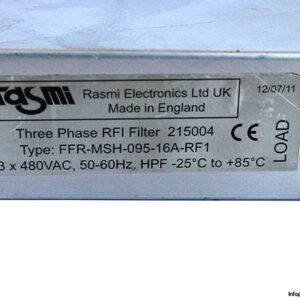 rasmi
Rasmi Electronics Ltd UK
Made in England
12/07/11
Three Phase RFI Filter 215004 CE
Type: FFR-MSH-095-16A-RF1
3 x 480VAC, 50-60Hz, HPF -25°C to +85°C
LOAD